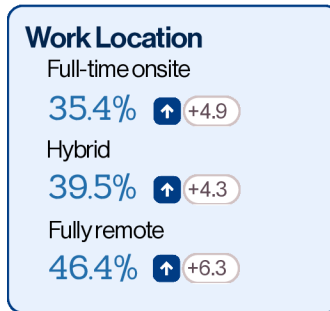 Work Location
Full-time onsite
35.4% +4.9
Hybrid
39.5% +4.3
Fully remote
46.4% +6.3